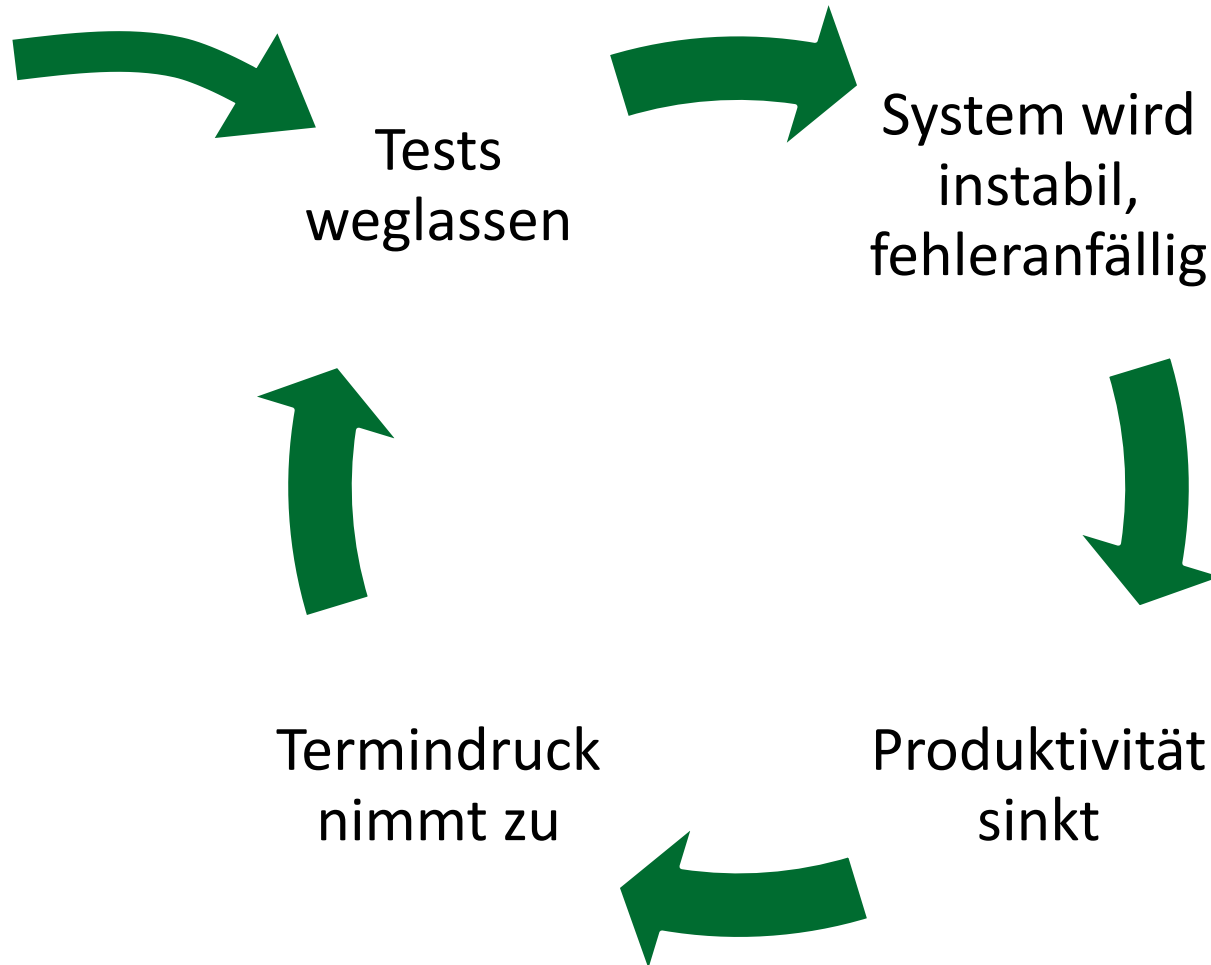 Tests
weglassen
System wird
instabil,
fehleranfällig
Termindruck
nimmt zu
Produktivität
sinkt